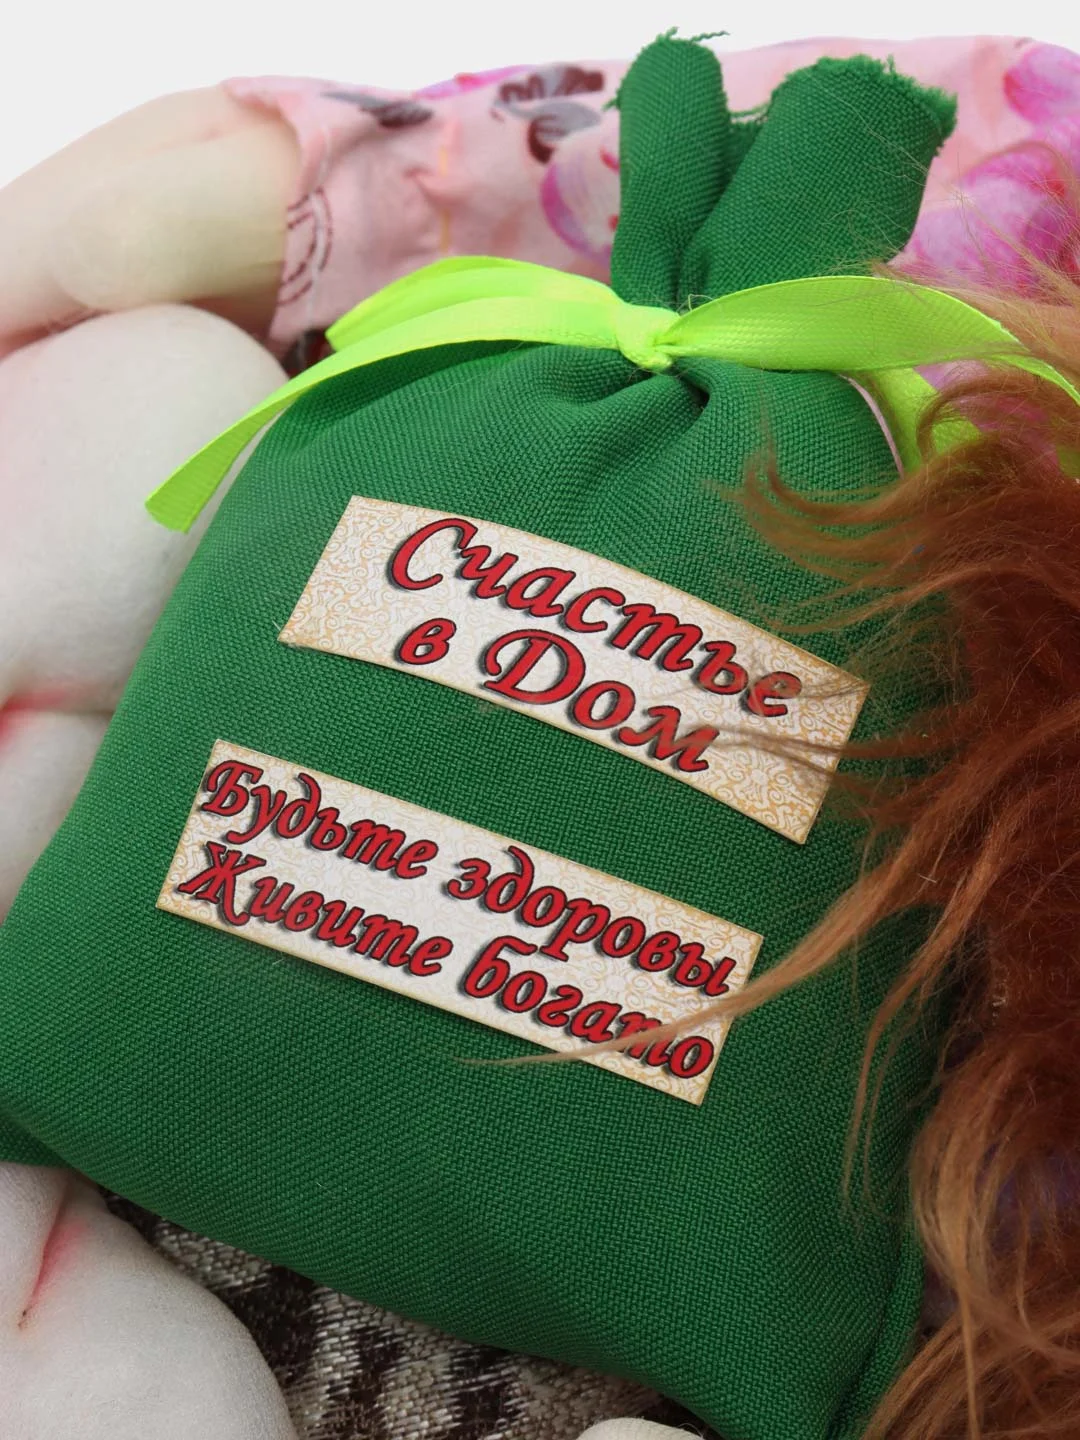 Счастье
в Дом
Будьте здоровы
Живите богато